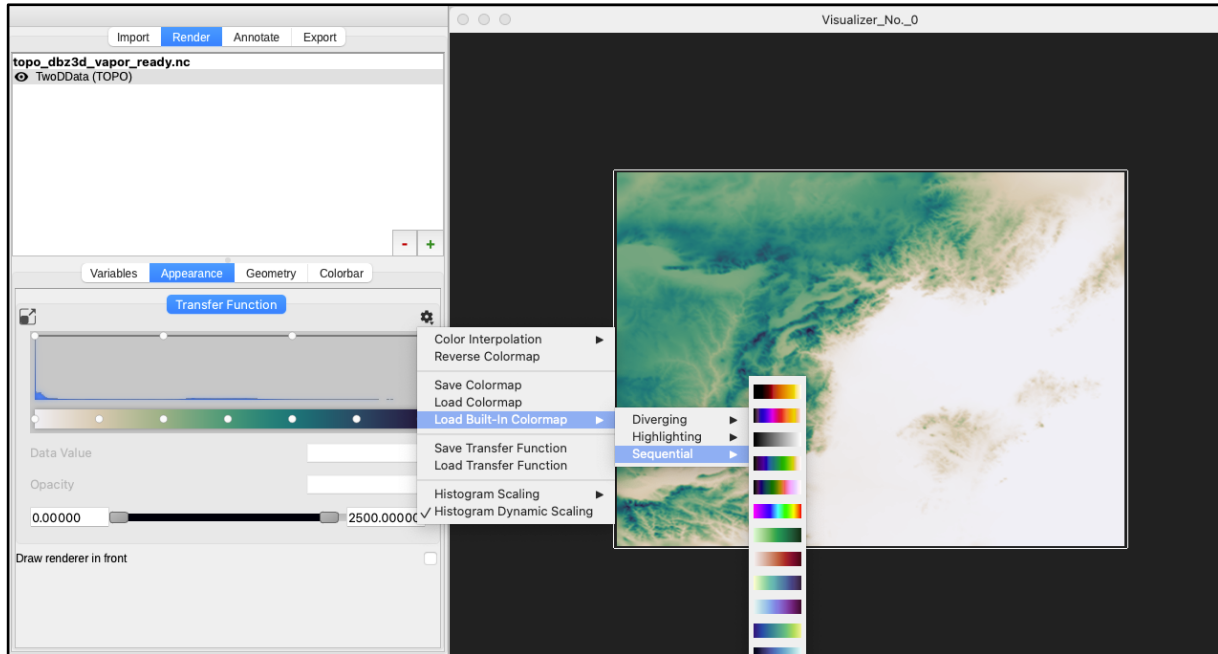 Visualizer_No._0
Import Render Annotate Export
topo_dbz3d_vapor_ready.nc
TwoDData (TOPO)
- +
Variables Appearance Geometry Colorbar
Transfer Function
Color Interpolation
Reverse Colormap
Save Colormap
Load Colormap
Load Built-In Colormap
Diverging
Highlighting
Sequential
Save Transfer Function
Load Transfer Function
Histogram Scaling
✓ Histogram Dynamic Scaling
Data Value
Opacity
0.00000 2500.00000
Draw renderer in front